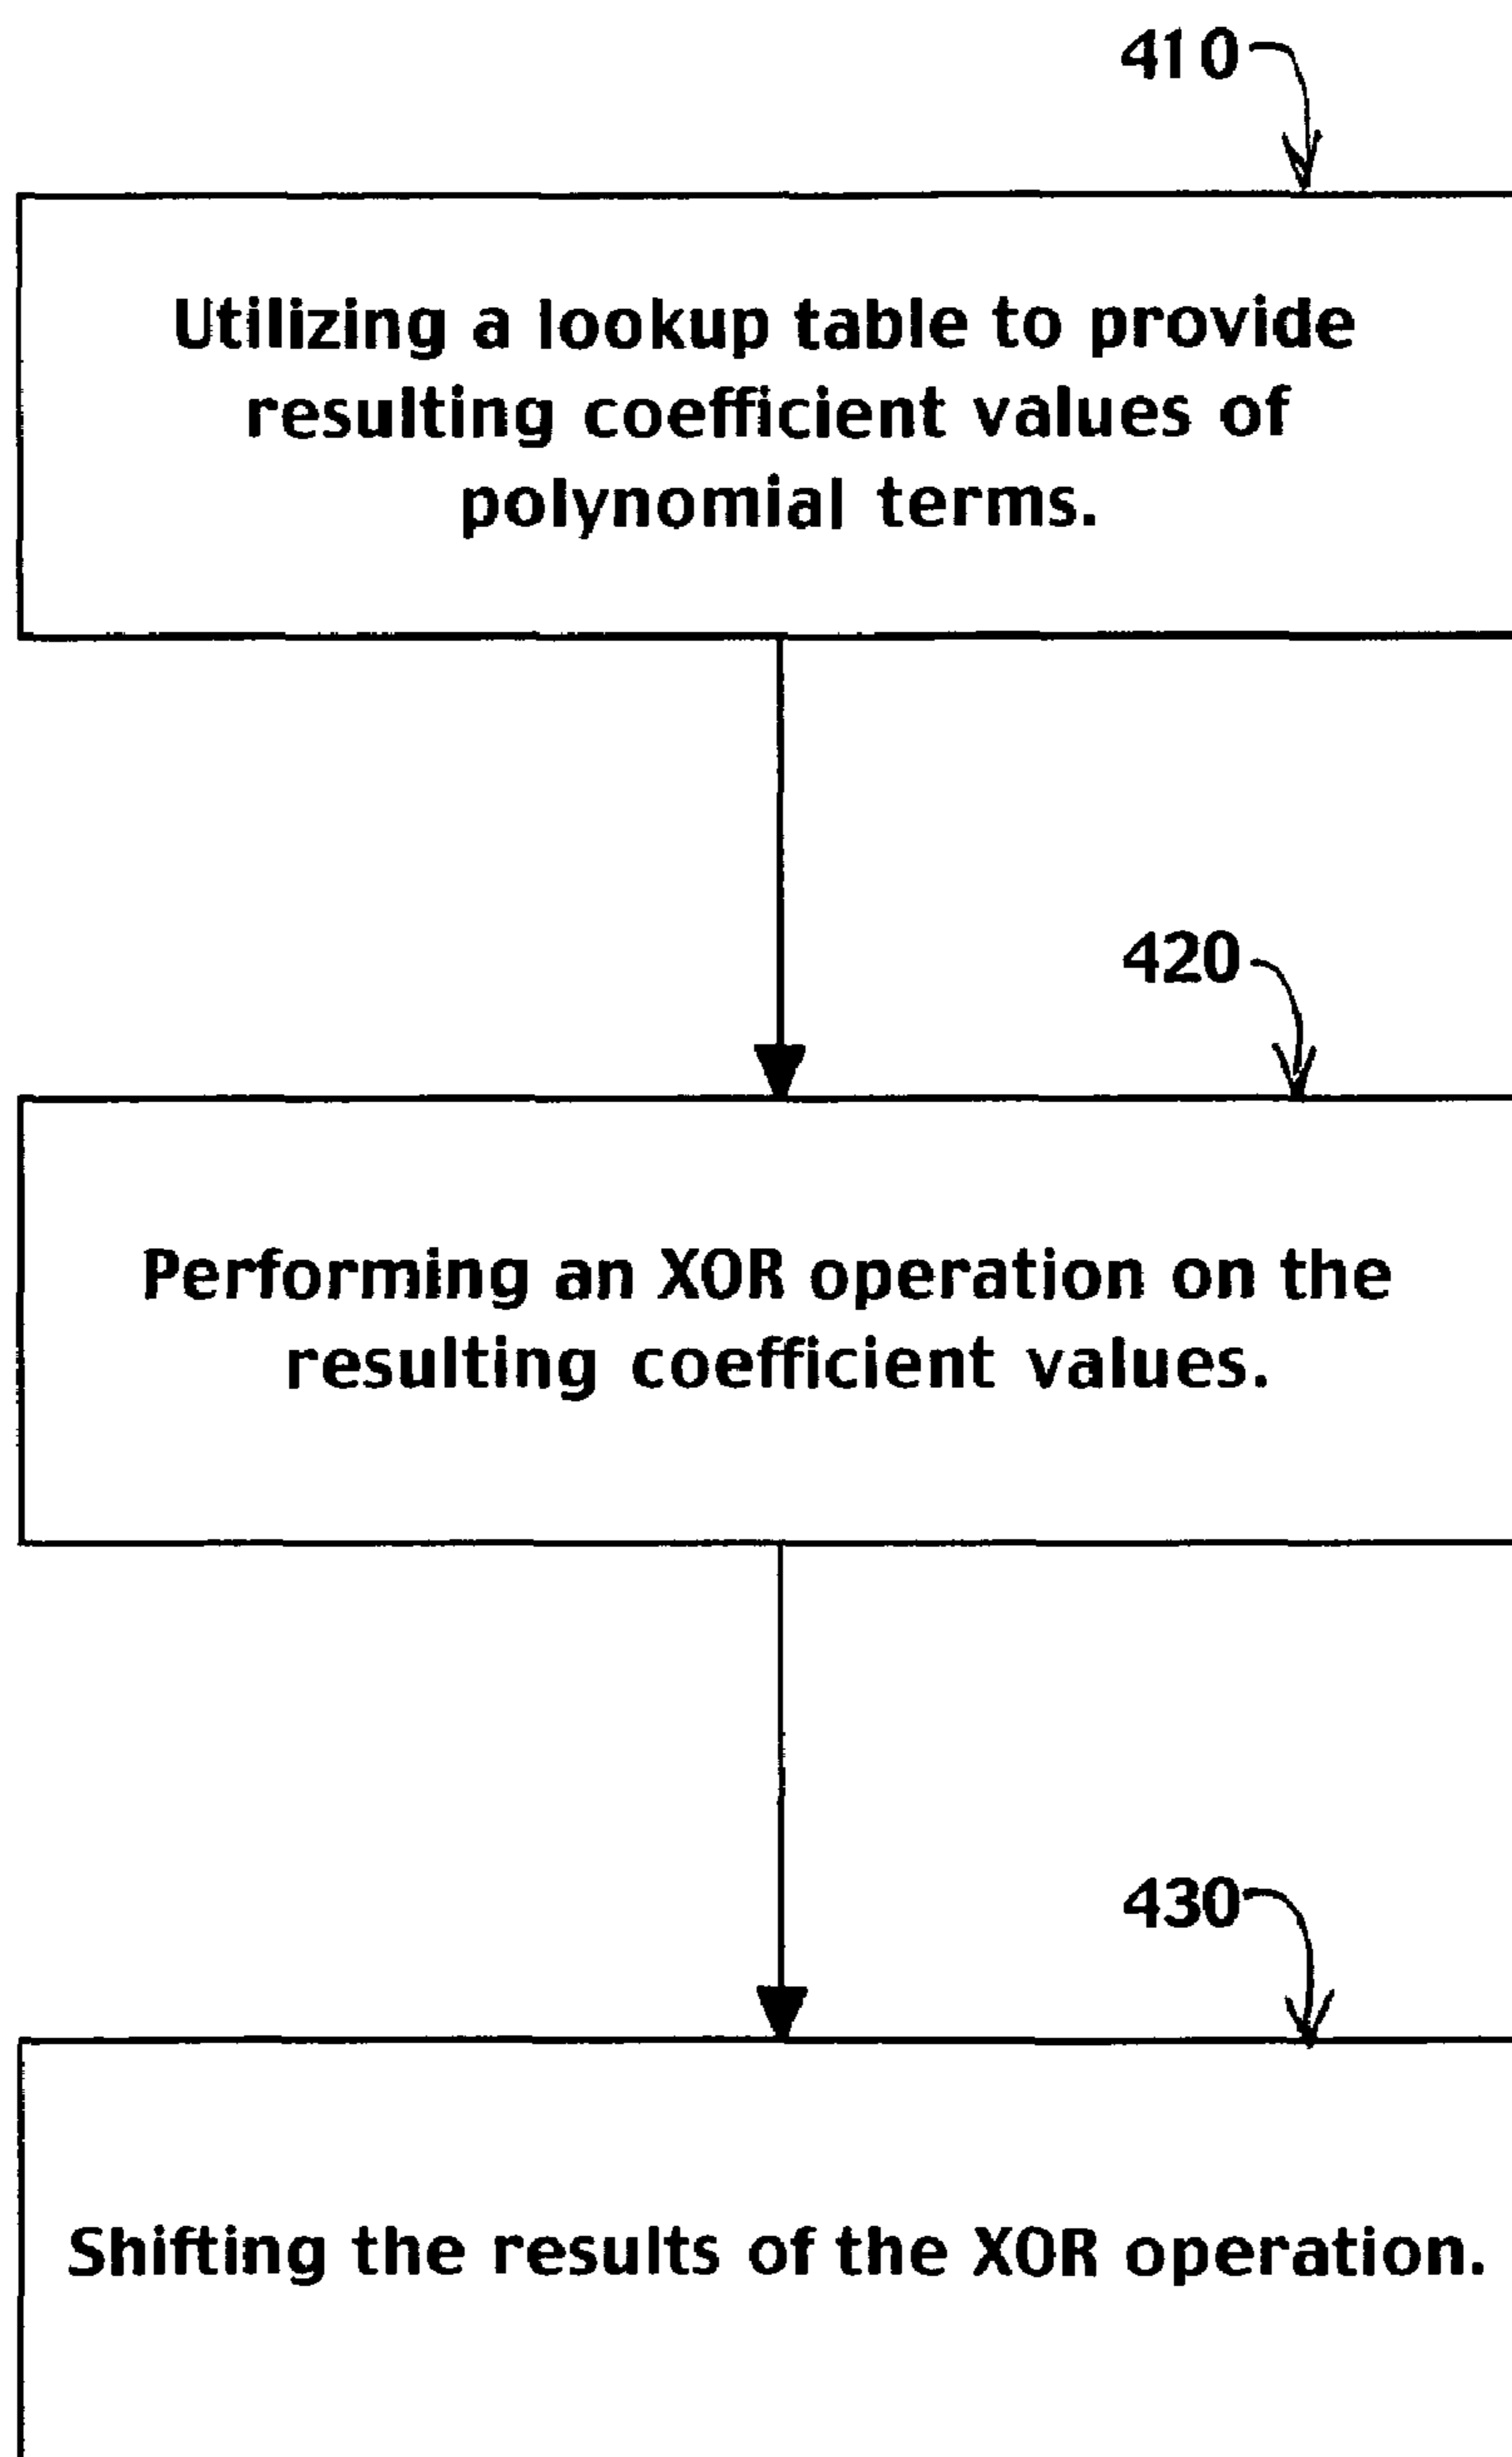 410
Utilizing a lookup table to provide
resulting coefficient values of
polynomial terms.
420
Performing an XOR operation on the
resulting coefficient values.
430
Shifting the results of the XOR operation.